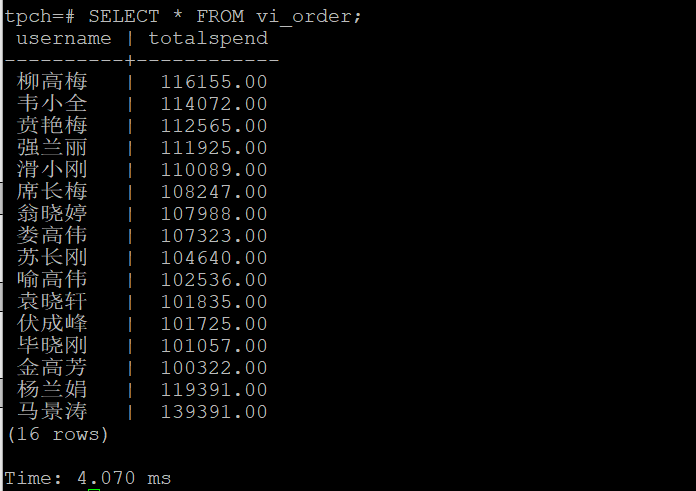 tpch=# SELECT * FROM vi_order;
 username | totalspend
----------+------------
 柳高梅   |  116155.00
 韦小全   |  114072.00
 贲艳梅   |  112565.00
 强兰丽   |  111925.00
 滑小刚   |  110089.00
 席长梅   |  108247.00
 翁晓婷   |  107988.00
 娄高伟   |  107323.00
 苏长刚   |  104640.00
 喻高伟   |  102536.00
 袁晓轩   |  101835.00
 伏成峰   |  101725.00
 毕晓刚   |  101057.00
 金高芳   |  100322.00
 杨兰娟   |  119391.00
 马景涛   |  139391.00
(16 rows)
Time: 4.070 ms